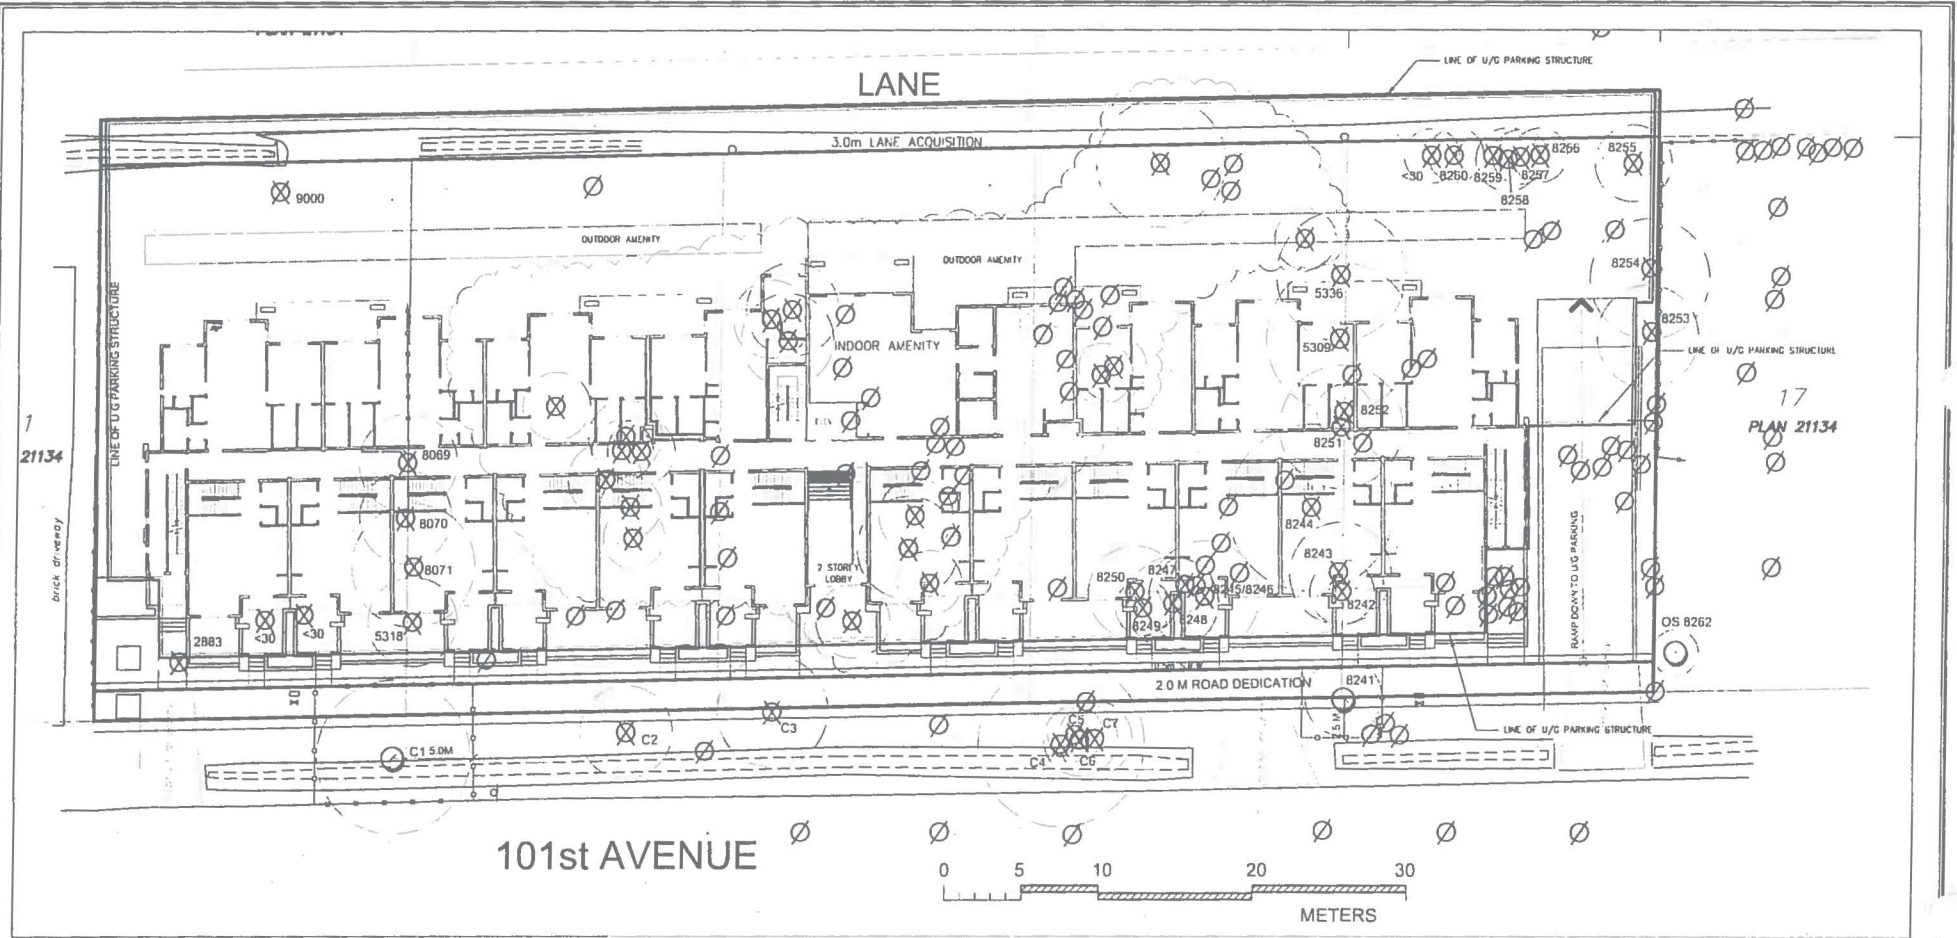 LINE OF U/G PARKING STRUCTURE
LANE
3.0m LANE ACQUISITION
8256
8255
<30
8260
8259
8257
8258
9000
OUTDOOR AMENITY
OUTDOOR AMENITY
8254
5336
8253
LINE OF U/G PARKING STRUCTURE
INDOOR AMENITY
5309
LINE OF U/G PARKING STRUCTURE
17
PLAN 21134
1
21134
ELEV.
8252
8251
8069
8070
8244
8071
8243
2 STOREY
LOBBY
8250
8247
8245/8246
8242
8249
8248
brick driveway
RAMP DOWN TO U/G PARKING
<30
<30
5318
2883
OS 8262
2.0 M ROAD DEDICATION
8241
C1 5.0M
C2
C3
C5
C7
C4
C6
LINE OF U/G PARKING STRUCTURE
101st AVENUE
0 5 10 20 30
METERS